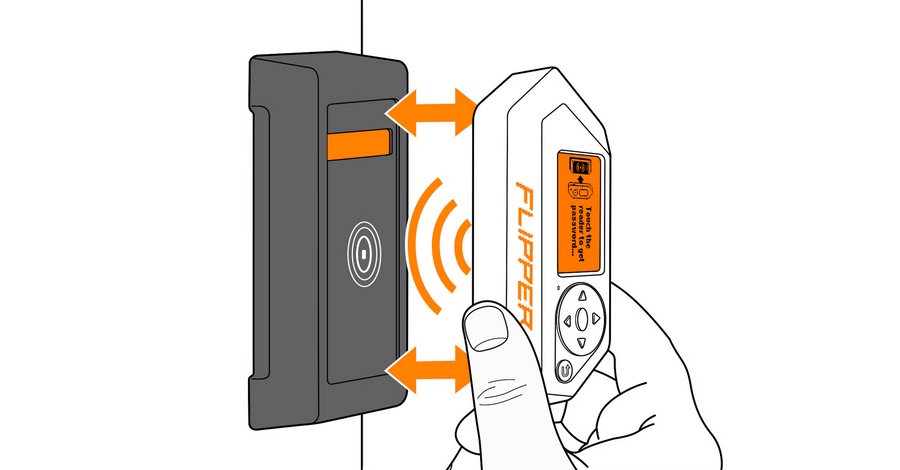 FLIPPER
Touch the
reader to get
password...